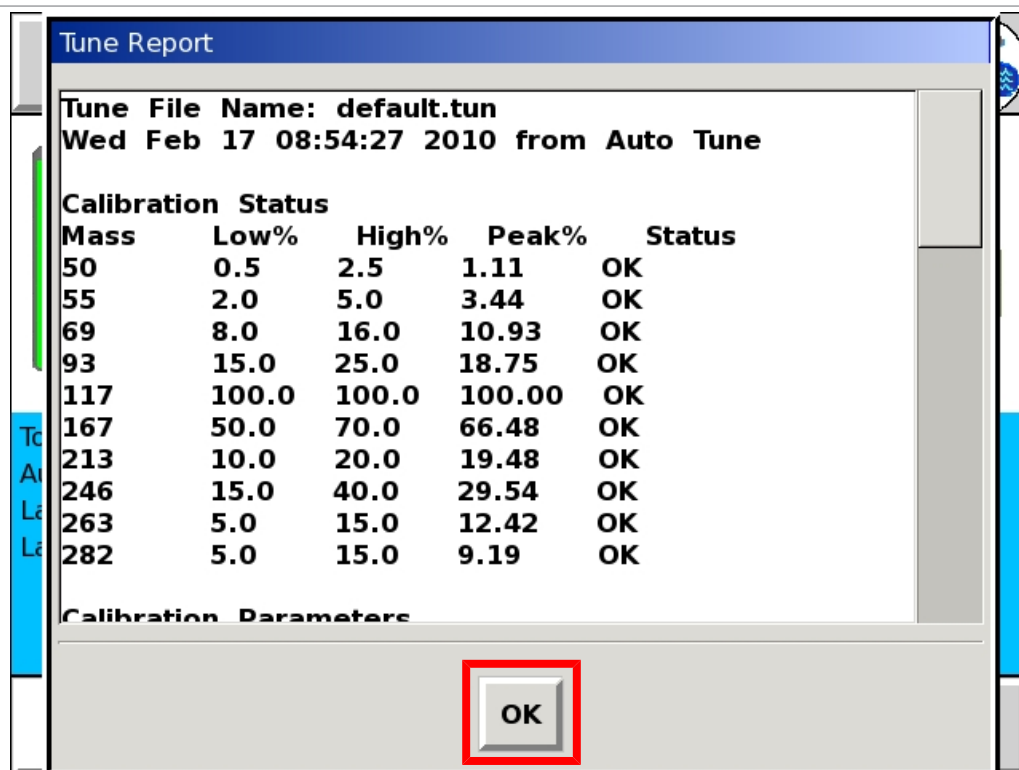 Tune Report
Tune File Name: default.tun
Wed Feb 17 08:54:27 2010 from Auto Tune
Calibration Status
Mass Low% High% Peak% Status
50 0.5 2.5 1.11 OK
55 2.0 5.0 3.44 OK
69 8.0 16.0 10.93 OK
93 15.0 25.0 18.75 OK
117 100.0 100.0 100.00 OK
167 50.0 70.0 66.48 OK
213 10.0 20.0 19.48 OK
246 15.0 40.0 29.54 OK
263 5.0 15.0 12.42 OK
282 5.0 15.0 9.19 OK
Calibration Parameters
OK